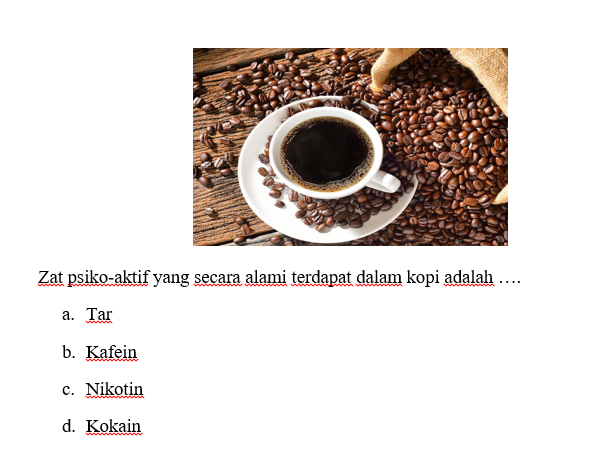 Zat psiko-aktif yang secara alami terdapat dalam kopi adalah ….
a. Tar
b. Kafein
c. Nikotin
d. Kokain